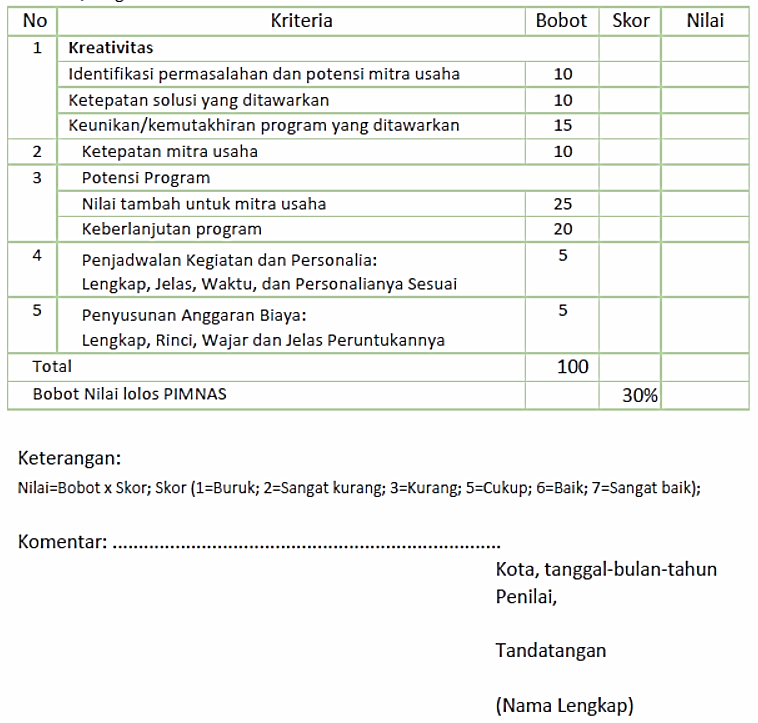 No Kriteria Bobot Skor Nilai
1 Kreativitas
Identifikasi permasalahan dan potensi mitra usaha 10
Ketepatan solusi yang ditawarkan 10
Keunikan/kemutakhiran program yang ditawarkan 15
2 Ketepatan mitra usaha 10
3 Potensi Program
Nilai tambah untuk mitra usaha 25
Keberlanjutan program 20
4 Penjadwalan Kegiatan dan Personalia: 5
Lengkap, Jelas, Waktu, dan Personalianya Sesuai
5 Penyusunan Anggaran Biaya: 5
Lengkap, Rinci, Wajar dan Jelas Peruntukannya
Total 100
Bobot Nilai lolos PIMNAS 30%
Keterangan:
Nilai=Bobot x Skor; Skor (1=Buruk; 2=Sangat kurang; 3=Kurang; 5=Cukup; 6=Baik; 7=Sangat baik);
Komentar: ..........................................................................
Kota, tanggal-bulan-tahun
Penilai,
Tandatangan
(Nama Lengkap)